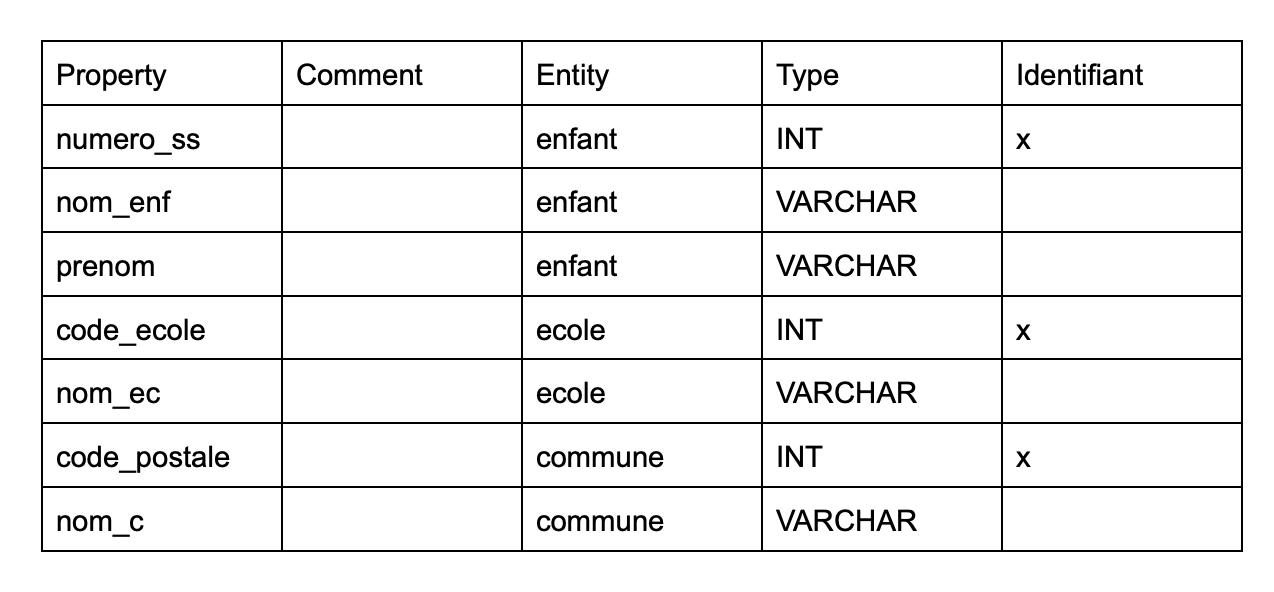 Property Comment Entity Type Identifiant
numero_ss enfant INT x
nom_enf enfant VARCHAR
prenom enfant VARCHAR
code_ecole ecole INT x
nom_ec ecole VARCHAR
code_postale commune INT x
nom_c commune VARCHAR